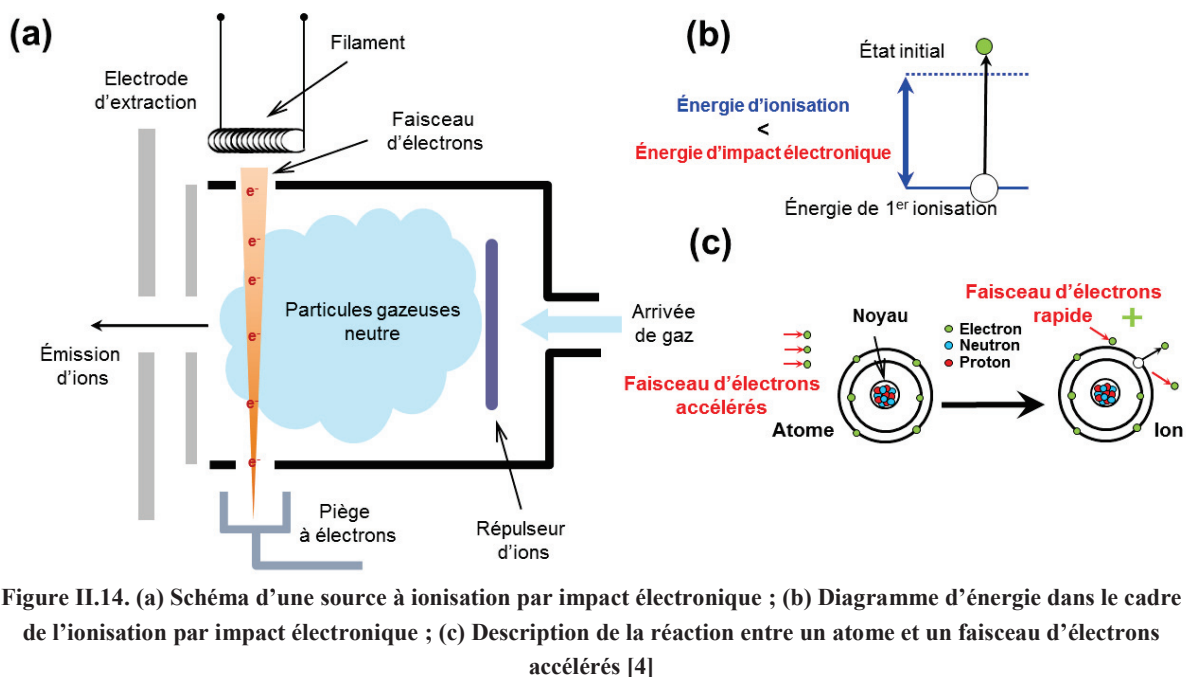 (a)
Filament
Electrode
d'extraction
Faisceau
d'électrons
e-
e-
e-
e-
e-
e-
Particules gazeuses
neutre
Arrivée
de gaz
Émission
d'ions
Piège
à électrons
Répulseur
d'ions
(b)
État initial
Énergie d'ionisation
<
Énergie d'impact électronique
Énergie de 1er ionisation
(c)
Faisceau d'électrons
rapide
+
Noyau
Electron
Neutron
Proton
Faisceau d'électrons
accélérés
Atome
Ion
Figure II.14. (a) Schéma d'une source à ionisation par impact électronique ; (b) Diagramme d'énergie dans le cadre
de l'ionisation par impact électronique ; (c) Description de la réaction entre un atome et un faisceau d'électrons
accélérés [4]